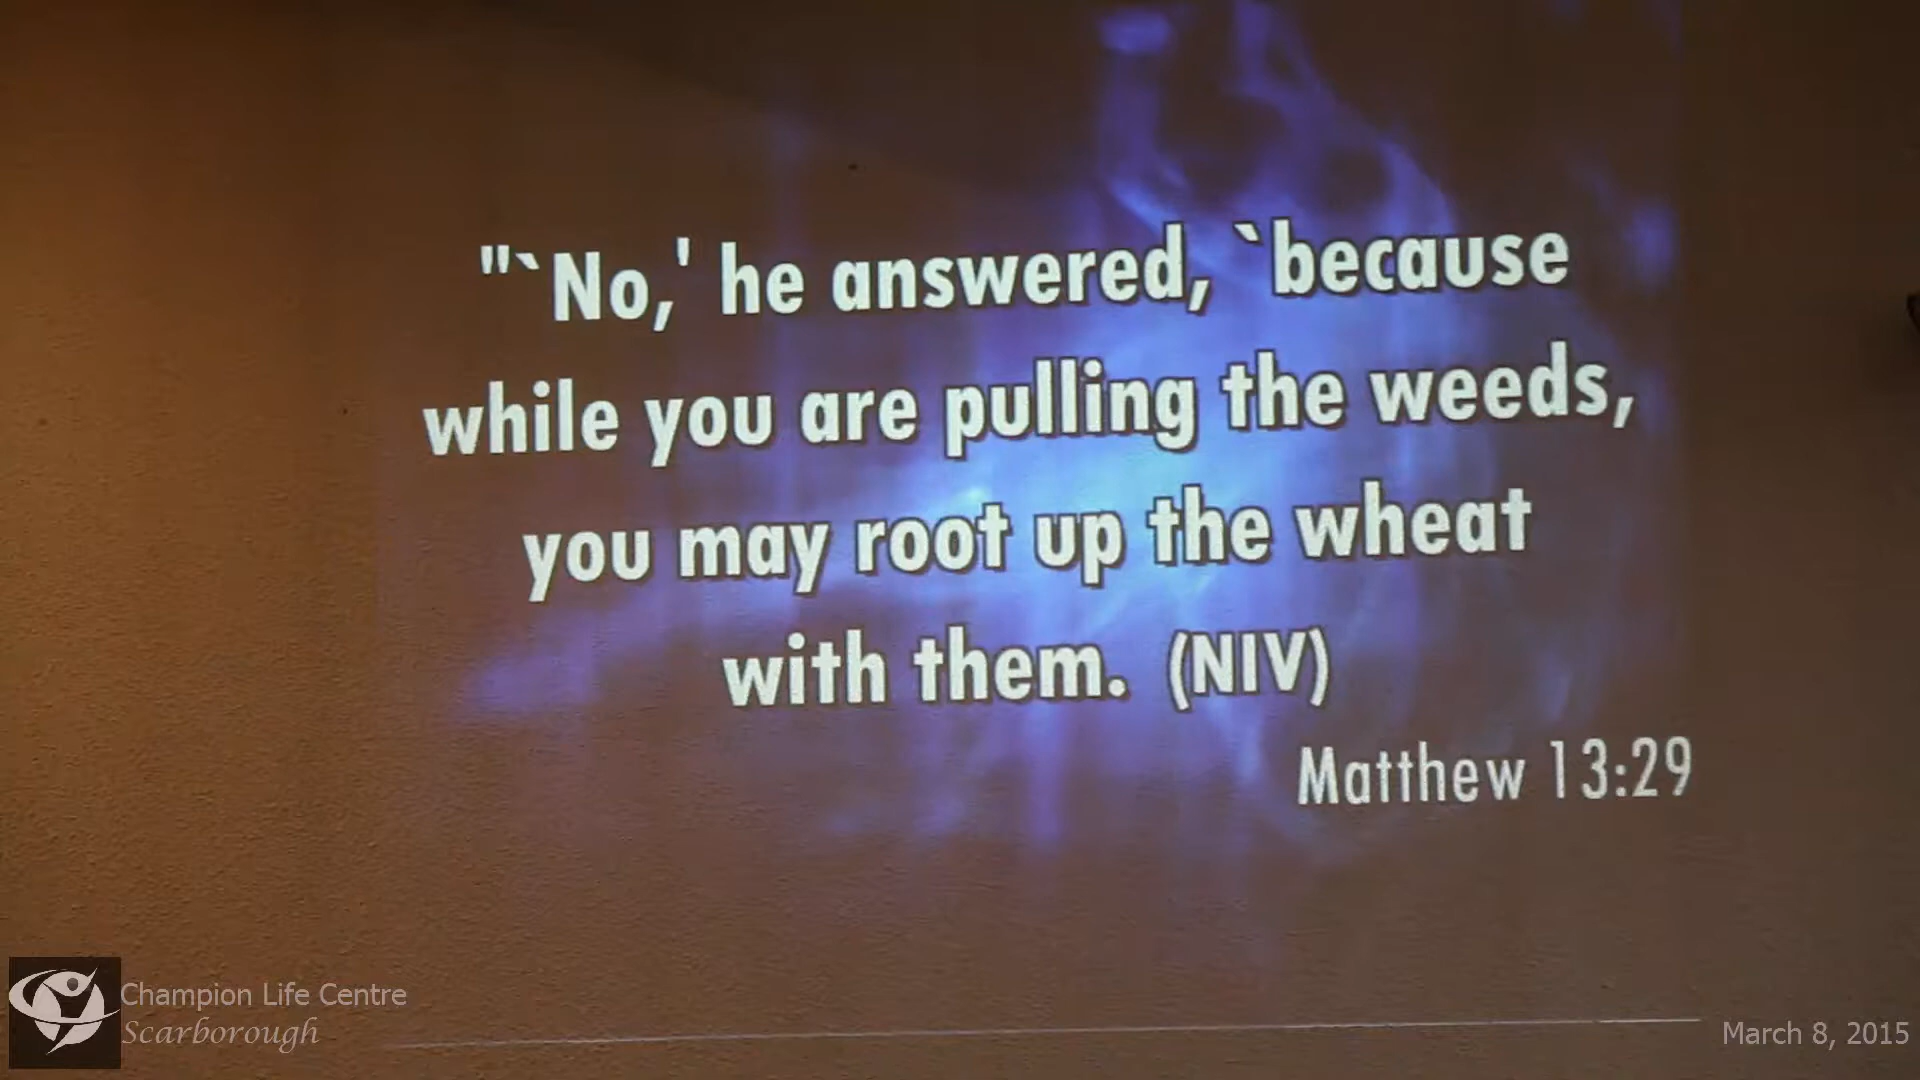 "`No,' he answered, `because
while you are pulling the weeds,
you may root up the wheat
with them. (NIV)
Matthew 13:29
Champion Life Centre
Scarborough
March 8, 2015